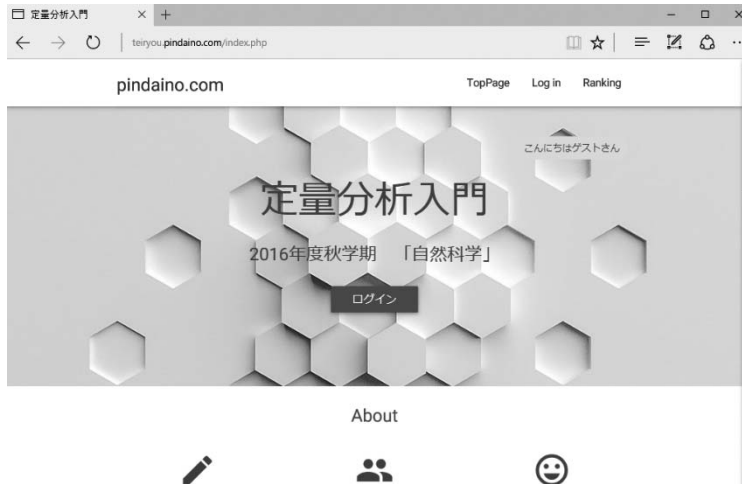 定量分析入門
teiryou.pindaino.com/index.php
pindaino.com
TopPage Log in Ranking
こんにちはゲストさん
定量分析入門
2016年度秋学期 「自然科学」
ログイン
About